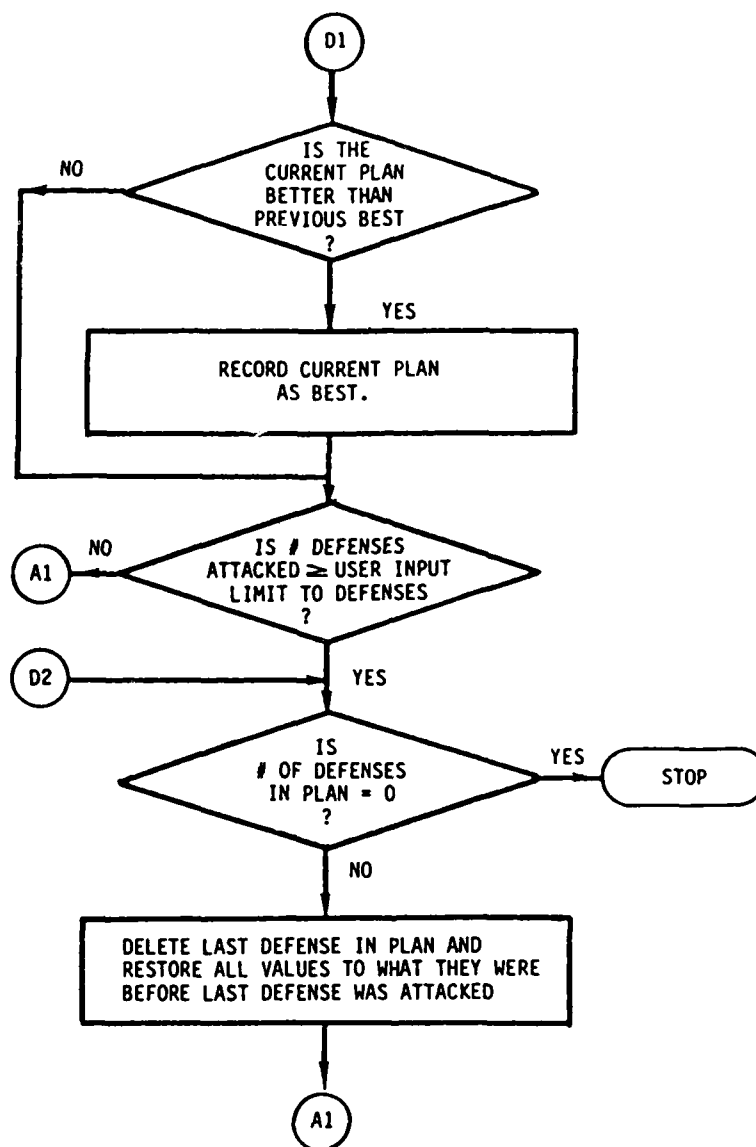 D1
IS THE
CURRENT PLAN
BETTER THAN
PREVIOUS BEST
?
NO
YES
RECORD CURRENT PLAN
AS BEST.
IS # DEFENSES
ATTACKED ≥ USER INPUT
LIMIT TO DEFENSES
?
NO
A1
YES
D2
IS
# OF DEFENSES
IN PLAN = 0
?
YES
STOP
NO
DELETE LAST DEFENSE IN PLAN AND
RESTORE ALL VALUES TO WHAT THEY WERE
BEFORE LAST DEFENSE WAS ATTACKED
A1